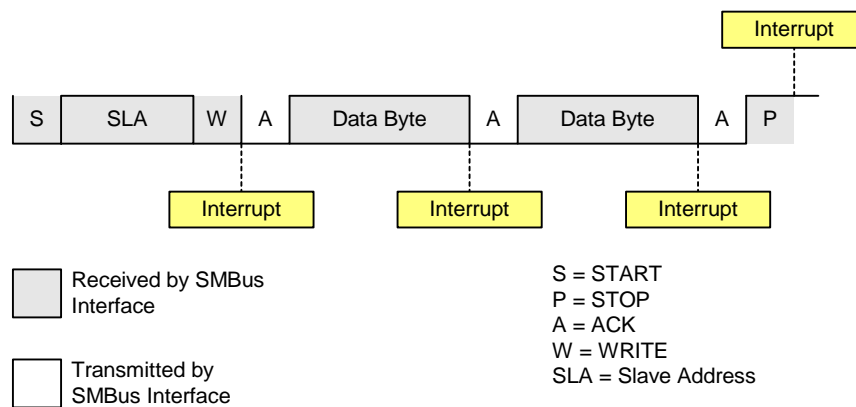 Interrupt
S SLA W A Data Byte A Data Byte A P
Interrupt Interrupt Interrupt
Received by SMBus
Interface
Transmitted by
SMBus Interface
S = START
P = STOP
A = ACK
W = WRITE
SLA = Slave Address